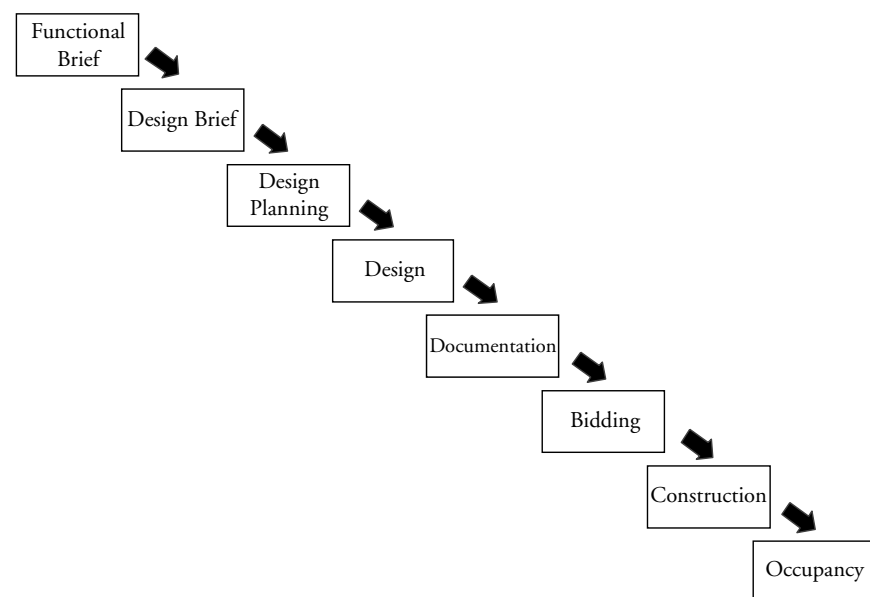 Functional
Brief
Design Brief
Design
Planning
Design
Documentation
Bidding
Construction
Occupancy